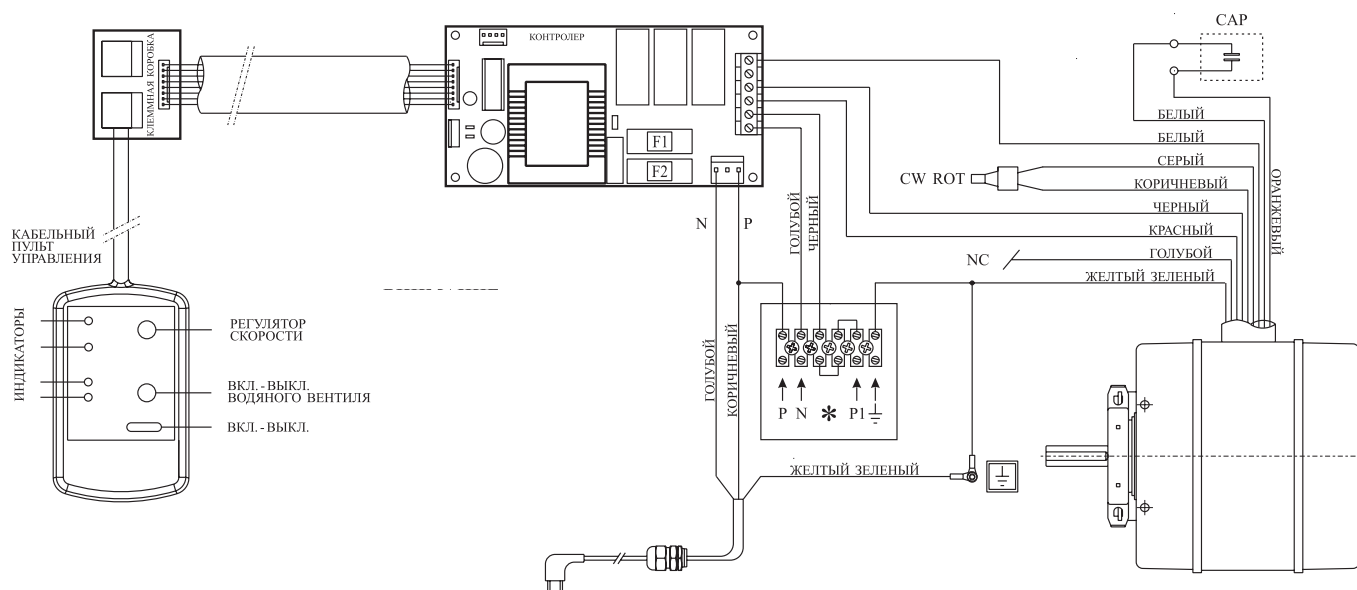 CAP
КЛЕММНАЯ КОРОБКА
КОНТРОЛЕР
F1
F2
БЕЛЫЙ
БЕЛЫЙ
СЕРЫЙ
CW ROT
КОРИЧНЕВЫЙ
ЧЕРНЫЙ
КРАСНЫЙ
ГОЛУБОЙ
NC
ЖЕЛТЫЙ ЗЕЛЕНЫЙ
ОРАНЖЕВЫЙ
N
P
ГОЛУБОЙ
ЧЕРНЫЙ
КАБЕЛЬНЫЙ
ПУЛЬТ
УПРАВЛЕНИЯ
ИНДИКАТОРЫ
РЕГУЛЯТОР
СКОРОСТИ
ВКЛ. - ВЫКЛ.
ВОДЯНОГО ВЕНТИЛЯ
ВКЛ. - ВЫКЛ.
ГОЛУБОЙ
КОРИЧНЕВЫЙ
P N * P1
ЖЕЛТЫЙ ЗЕЛЕНЫЙ